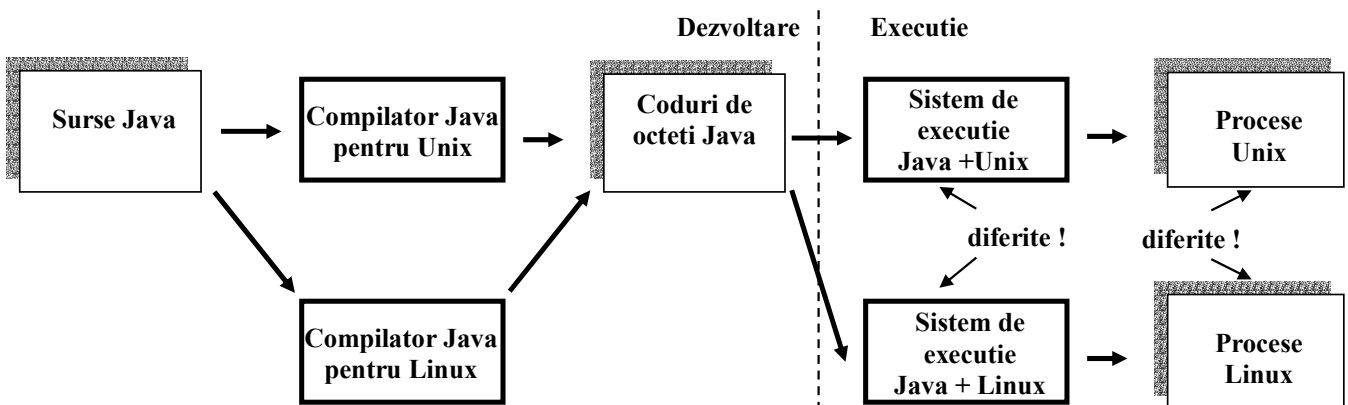 Dezvoltare
Executie
Surse Java
Compilator Java
pentru Unix
Coduri de
octeti Java
Sistem de
executie
Java +Unix
Procese
Unix
diferite !
diferite !
Compilator Java
pentru Linux
Sistem de
executie
Java + Linux
Procese
Linux